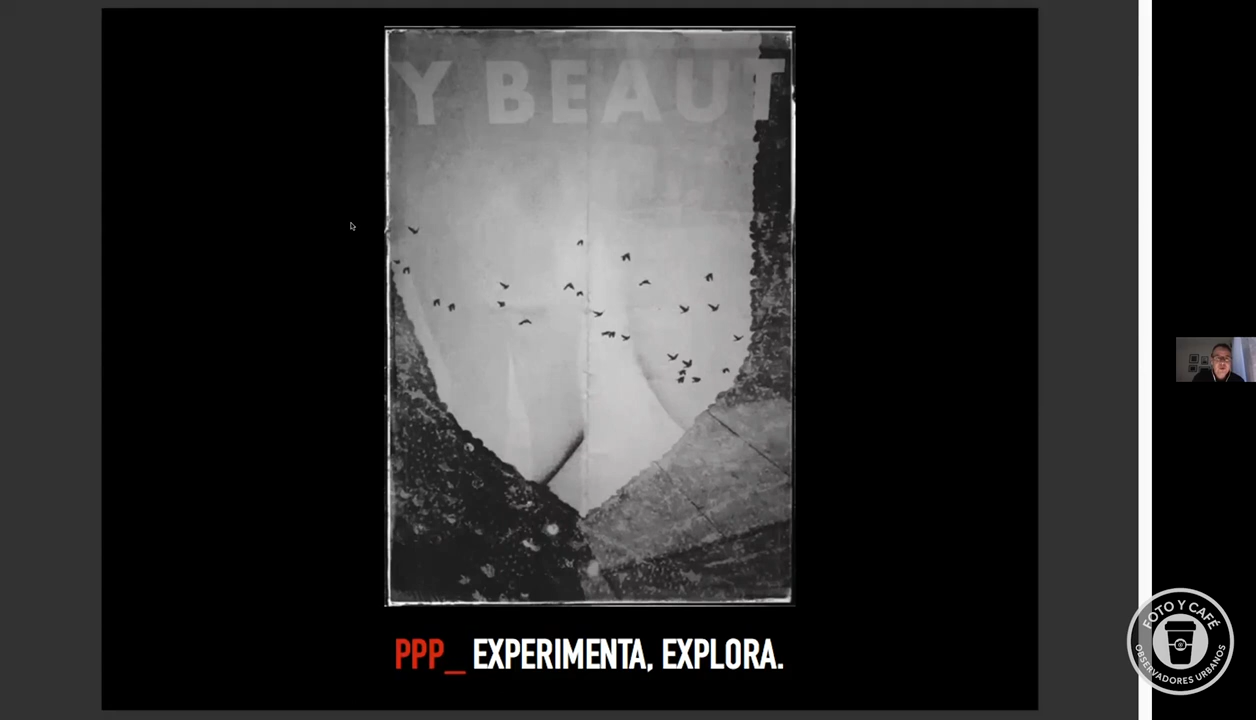 Y BEAUT
PPP_ EXPERIMENTA, EXPLORA.
FOTO Y CAFÉ
OBSERVADORES URBANOS